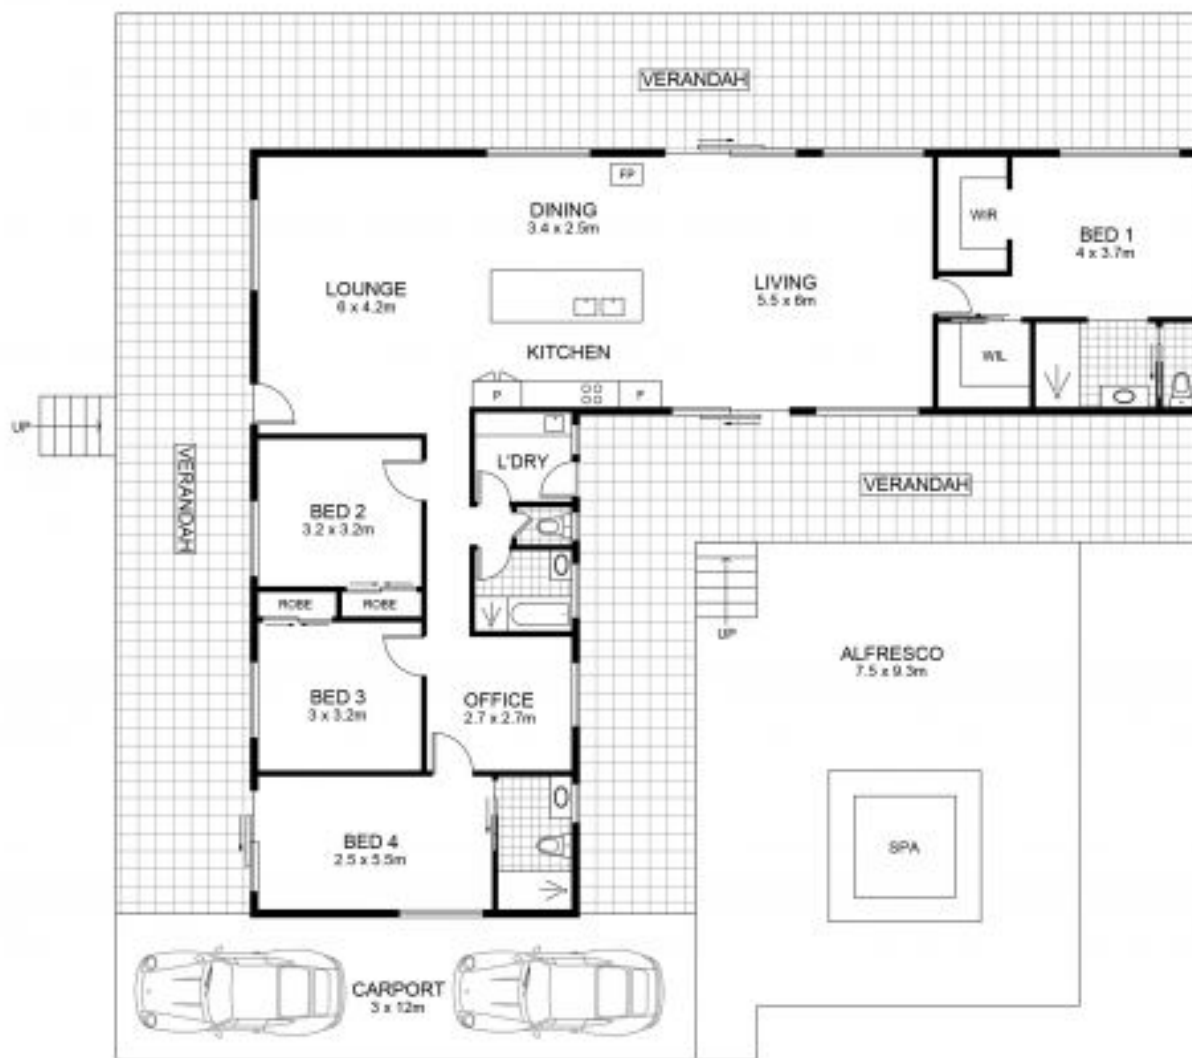 VERANDAH
FP
DINING
3.4 x 2.5m
WIR
BED 1
4 x 3.7m
LOUNGE
6 x 4.2m
LIVING
5.5 x 6m
KITCHEN
WIL
P
P
UP
L'DRY
VERANDAH
VERANDAH
BED 2
3.2 x 3.2m
ROBE
ROBE
UP
ALFRESCO
7.5 x 9.3m
BED 3
3 x 3.2m
OFFICE
2.7 x 2.7m
BED 4
2.5 x 5.5m
SPA
CARPORT
3 x 12m